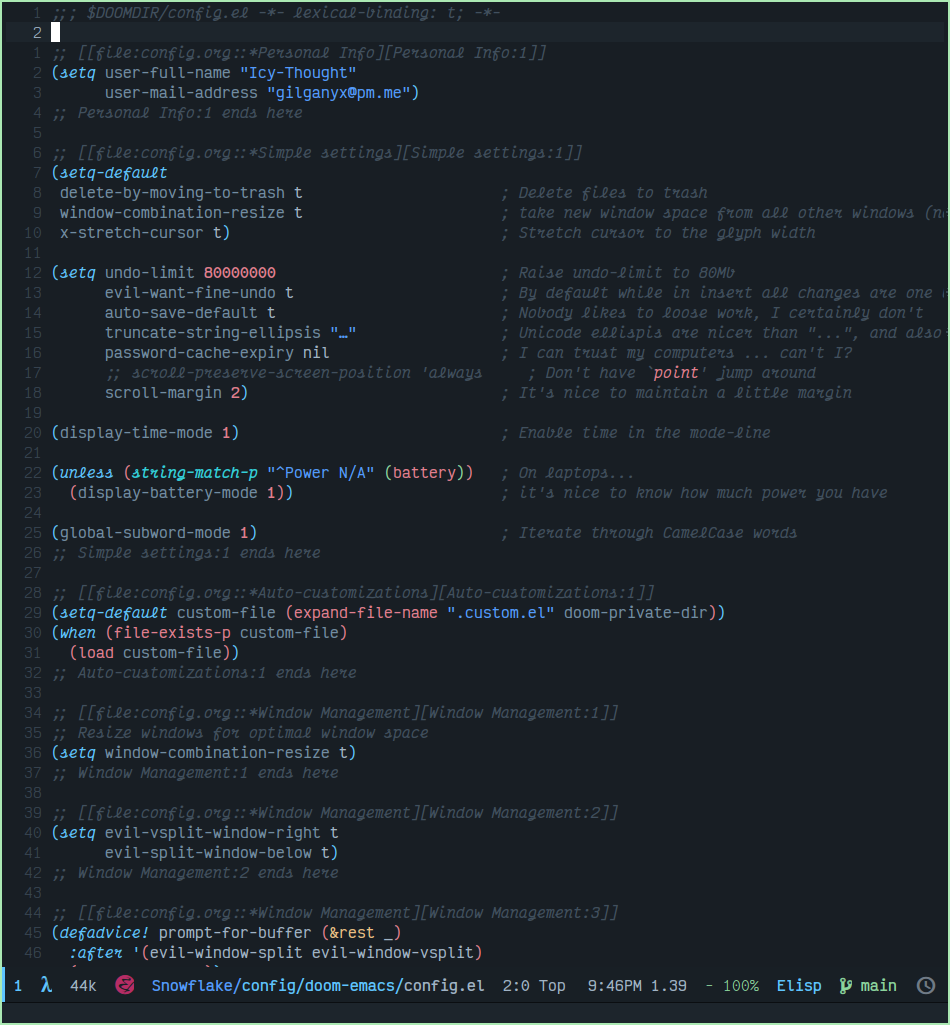 1 ;;; $DOOMDIR/config.el -*- lexical-binding: t; -*-
2
1 ;; [[file:config.org::*Personal Info][Personal Info:1]]
2 (setq user-full-name "Icy-Thought"
3 user-mail-address "gilganyx@pm.me")
4 ;; Personal Info:1 ends here
5
6 ;; [[file:config.org::*Simple settings][Simple settings:1]]
7 (setq-default
8 delete-by-moving-to-trash t ; Delete files to trash
9 window-combination-resize t ; take new window space from all other windows
10 x-stretch-cursor t) ; Stretch cursor to the glyph width
11
12 (setq undo-limit 80000000 ; Raise undo-limit to 80Mb
13 evil-want-fine-undo t ; By default while in insert all changes are one
14 auto-save-default t ; Nobody likes to loose work, I certainly don't
15 truncate-string-ellipsis "…" ; Unicode ellispis are nicer than "...", and also
16 password-cache-expiry nil ; I can trust my computers ... can't I?
17 ;; scroll-preserve-screen-position 'always ; Don't have `point' jump around
18 scroll-margin 2) ; It's nice to maintain a little margin
19
20 (display-time-mode 1) ; Enable time in the mode-line
21
22 (unless (string-match-p "^Power N/A" (battery)) ; On laptops...
23 (display-battery-mode 1)) ; it's nice to know how much power you have
24
25 (global-subword-mode 1) ; Iterate through CamelCase words
26 ;; Simple settings:1 ends here
27
28 ;; [[file:config.org::*Auto-customizations][Auto-customizations:1]]
29 (setq-default custom-file (expand-file-name ".custom.el" doom-private-dir))
30 (when (file-exists-p custom-file)
31 (load custom-file))
32 ;; Auto-customizations:1 ends here
33
34 ;; [[file:config.org::*Window Management][Window Management:1]]
35 ;; Resize windows for optimal window space
36 (setq window-combination-resize t)
37 ;; Window Management:1 ends here
38
39 ;; [[file:config.org::*Window Management][Window Management:2]]
40 (setq evil-vsplit-window-right t
41 evil-split-window-below t)
42 ;; Window Management:2 ends here
43
44 ;; [[file:config.org::*Window Management][Window Management:3]]
45 (defadvice! prompt-for-buffer (&rest _)
46 :after '(evil-window-split evil-window-vsplit)
1 λ 44k Snowflake/config/doom-emacs/config.el 2:0 Top 9:46PM 1.39 - 100% Elisp main